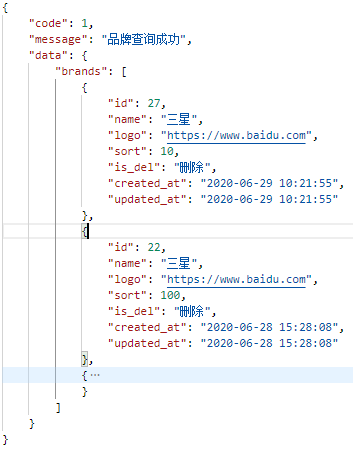 {
"code": 1,
"message": "品牌查询成功",
"data": {
"brands": [
{
"id": 27,
"name": "三星",
"logo": "https://www.baidu.com",
"sort": 10,
"is_del": "删除",
"created_at": "2020-06-29 10:21:55",
"updated_at": "2020-06-29 10:21:55"
},
{
"id": 22,
"name": "三星",
"logo": "https://www.baidu.com",
"sort": 100,
"is_del": "删除",
"created_at": "2020-06-28 15:28:08",
"updated_at": "2020-06-28 15:28:08"
},
{⋯
}
]
}
}